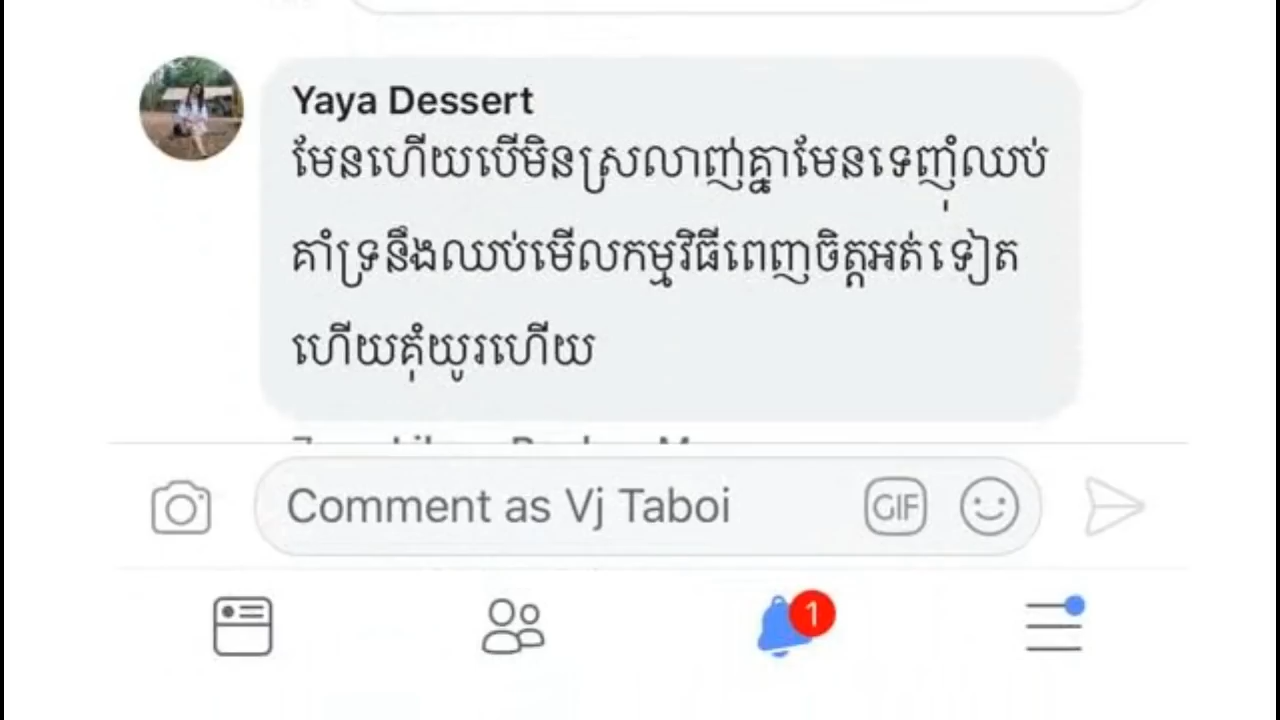 Yaya Dessert
មែនហើយបើមិនស្រលាញ់គ្នាមែនទេញុំឈប់
គាំទ្រនឹងឈប់មើលកម្មវិធីពេញចិត្តអត់ទៀត
ហើយគុំយូរហើយ
Comment as Vj Taboi
GIF
1